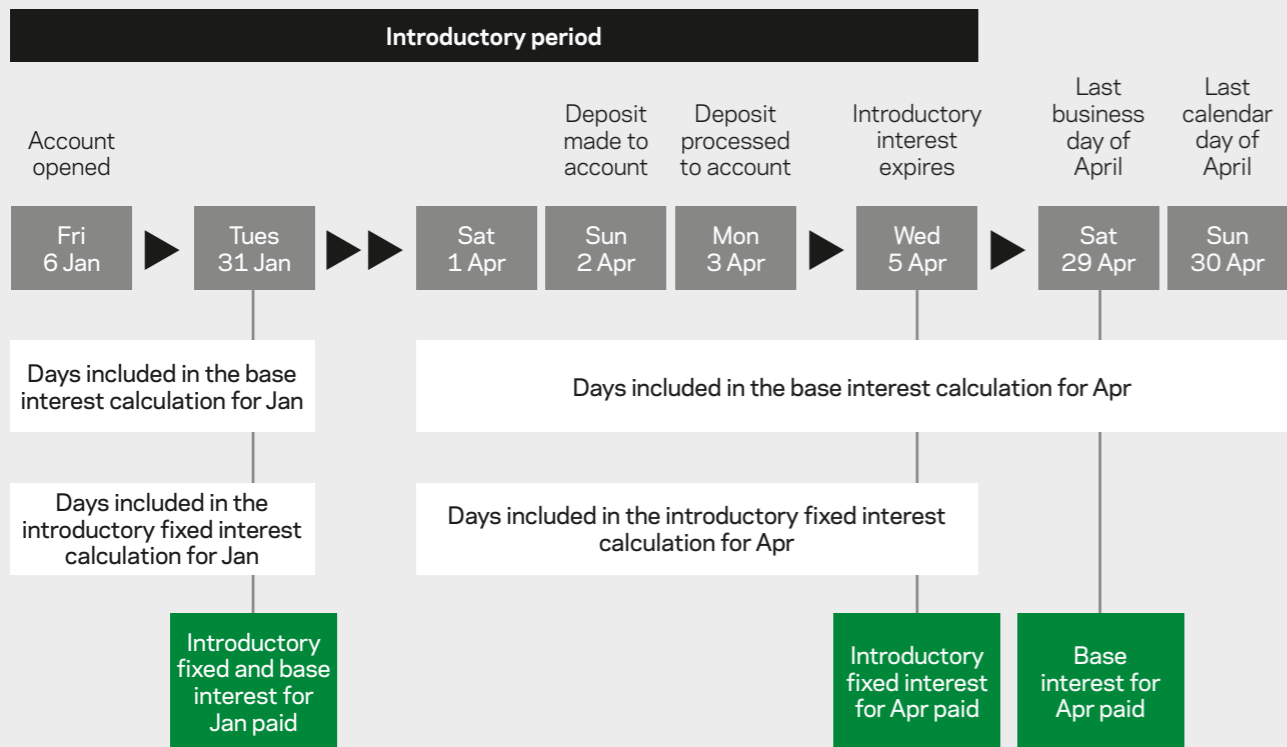 Introductory period
Account
opened
Deposit
made to
account
Deposit
processed
to account
Introductory
interest
expires
Last
business
day of
April
Last
calendar
day of
April
Fri
6 Jan
Tues
31 Jan
Sat
1 Apr
Sun
2 Apr
Mon
3 Apr
Wed
5 Apr
Sat
29 Apr
Sun
30 Apr
Days included in the base
interest calculation for Jan
Days included in the base interest calculation for Apr
Days included in the
introductory fixed interest
calculation for Jan
Days included in the introductory fixed interest
calculation for Apr
Introductory
fixed and base
interest for
Jan paid
Introductory
fixed interest
for Apr paid
Base
interest for
Apr paid